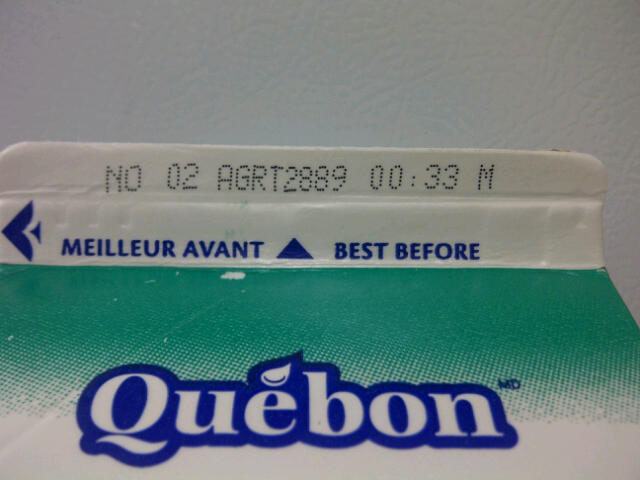 NO 02 AGRT2889 00:33 M
MEILLEUR AVANT BEST BEFORE
Québon MD